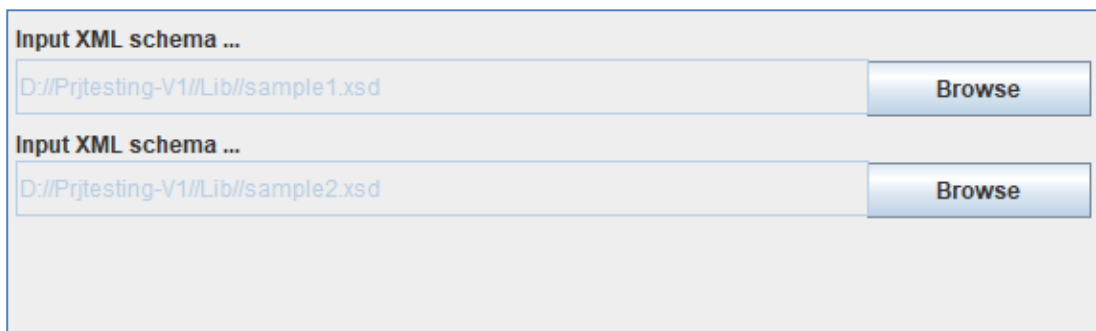 Input XML schema ...
D://Prjtesting-V1//Lib//sample1.xsd
Browse
Input XML schema ...
D://Prjtesting-V1//Lib//sample2.xsd
Browse